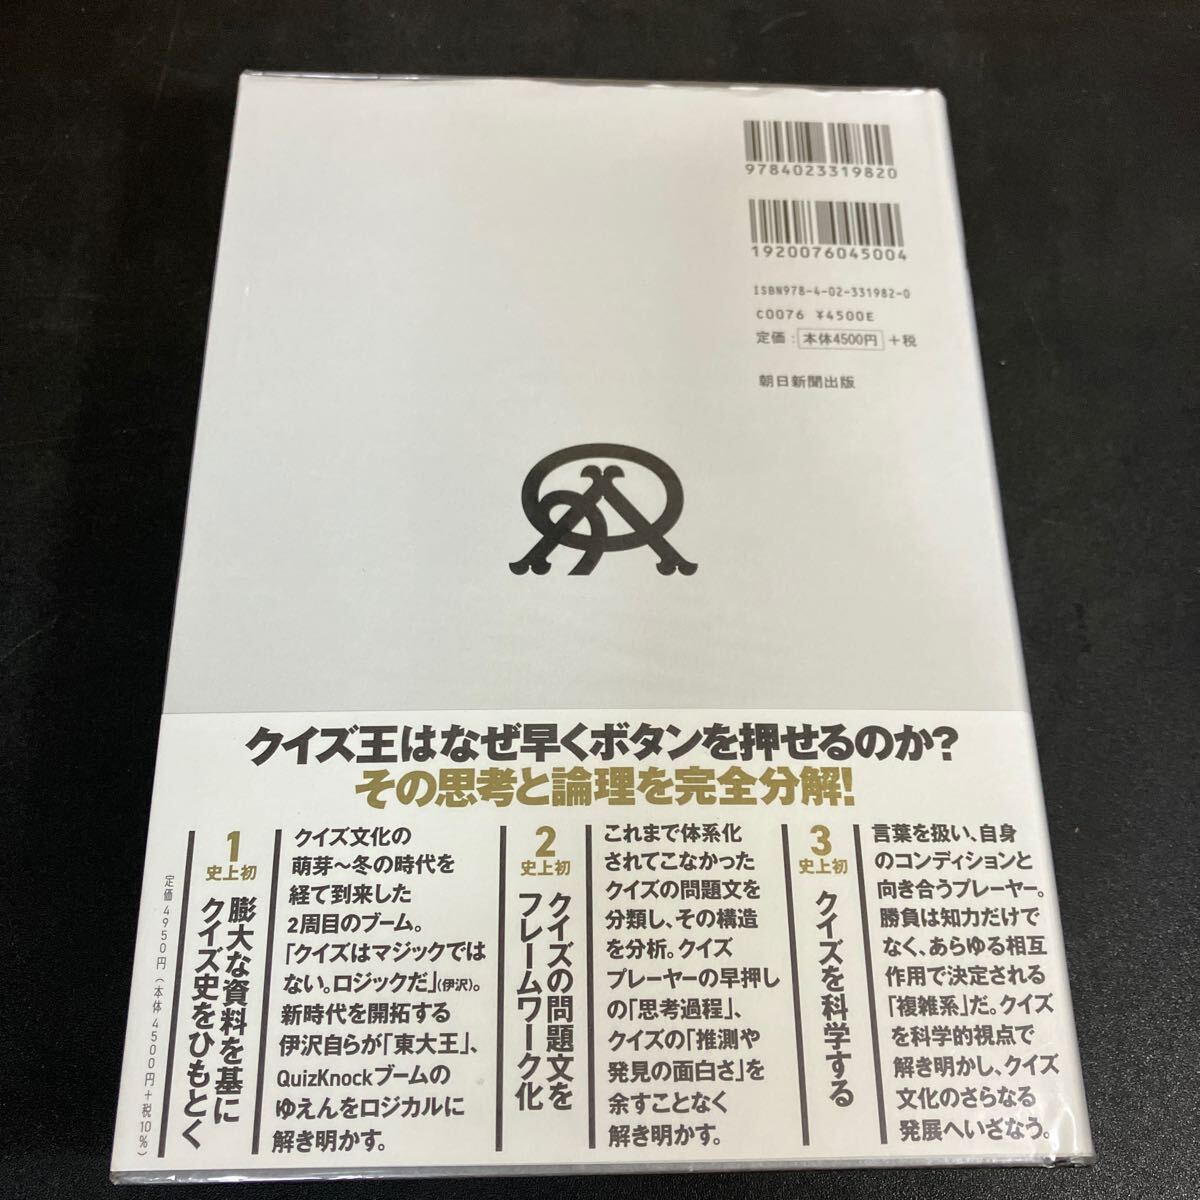 9784023319820
1920076045004
ISBN978-4-02-331982-0
C0076 ¥4500E
定価：本体4500円＋税
朝日新聞出版
クイズ王はなぜ早くボタンを押せるのか？
その思考と論理を完全分解！
1
史上初
膨大な資料を基に
クイズ史をひもとく
クイズ文化の
萌芽〜冬の時代を
経て到来した
2周目のブーム。
「クイズはマジックでは
ない。ロジックだ」（伊沢）。
新時代を開拓する
伊沢自らが「東大王」、
QuizKnockブームの
ゆえんをロジカルに
解き明かす。
2
史上初
クイズの問題文を
フレームワーク化
これまで体系化
されてこなかった
クイズの問題文を
分類し、その構造
を分析。クイズ
プレーヤーの早押し
の「思考過程」、
クイズの「推測や
発見の面白さ」を
余すことなく
解き明かす。
3
史上初
クイズを科学する
言葉を扱い、自身
のコンディションと
向き合うプレーヤー。
勝負は知力だけで
なく、あらゆる相互
作用で決定される
「複雑系」だ。クイズ
を科学的視点で
解き明かし、クイズ
文化のさらなる
発展へいざなう。
定価4950円（本体4500円＋税10%）